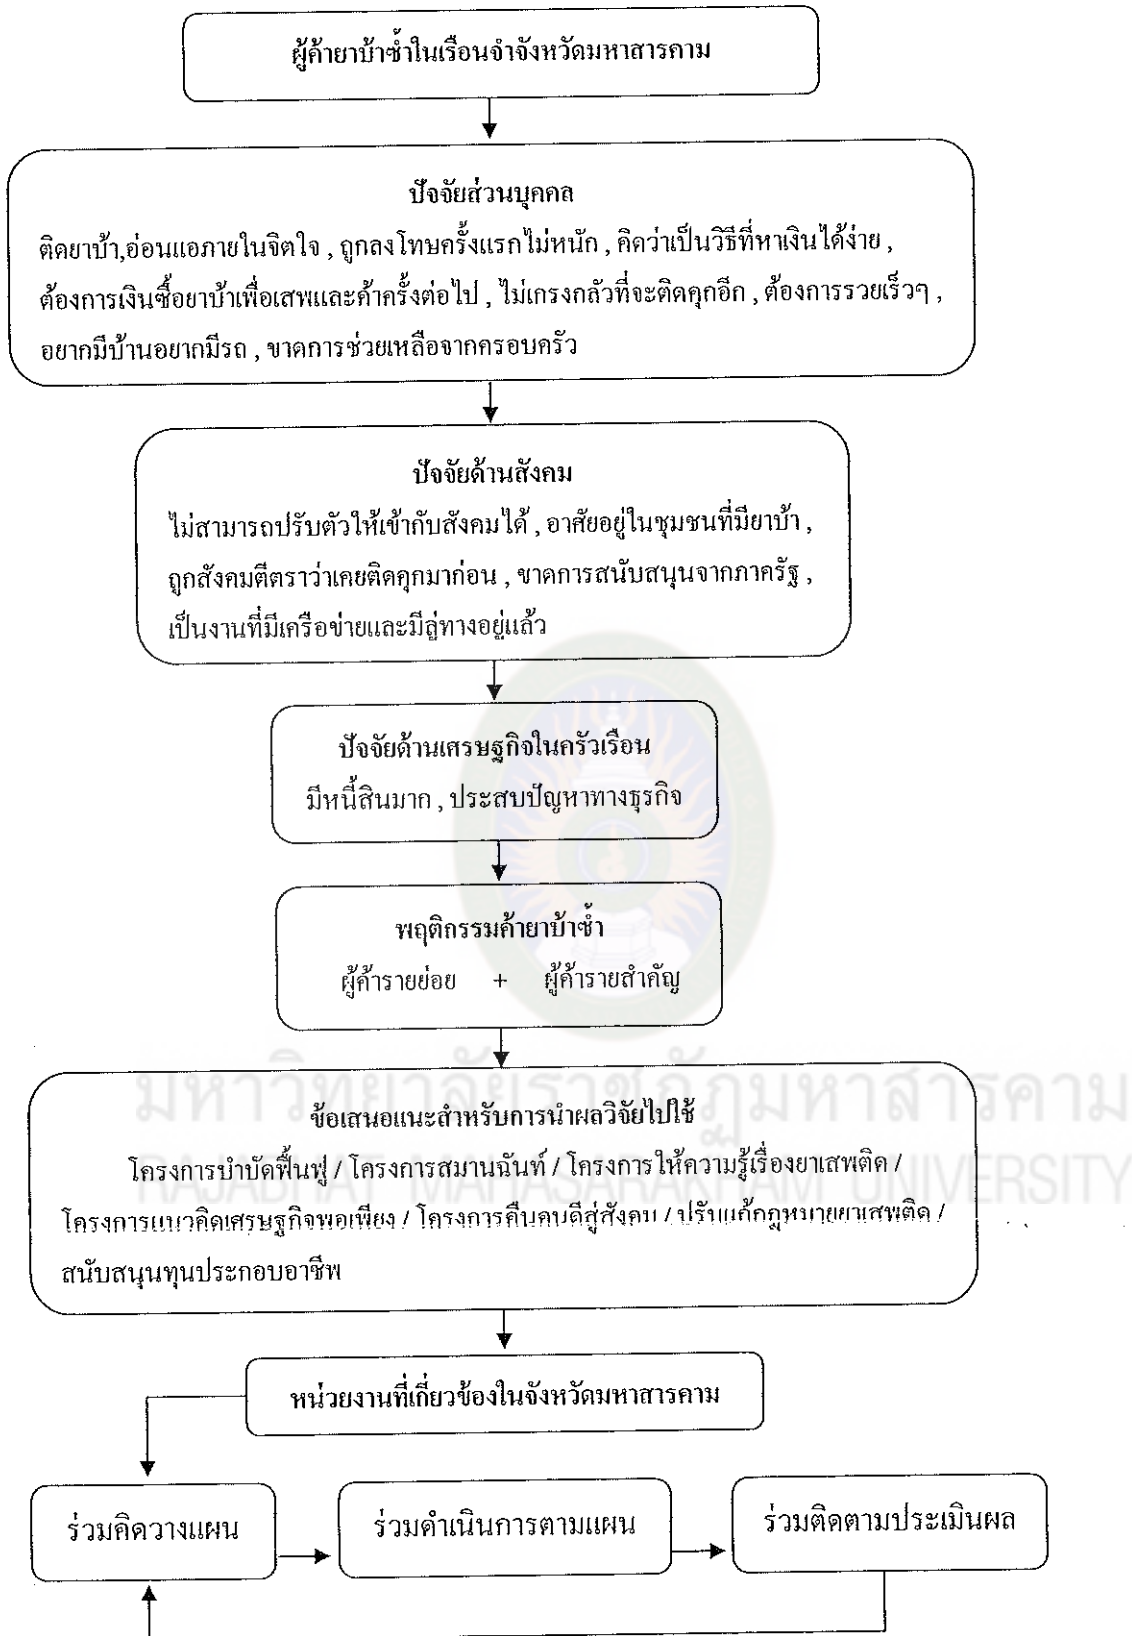 ผู้ค้ายาบ้าซ้ำในเรือนจำจังหวัดมหาสารคาม
ปัจจัยส่วนบุคคล
ติดยาบ้า,อ่อนแอภายในจิตใจ , ถูกลงโทษครั้งแรกไม่หนัก , คิดว่าเป็นวิธีที่หาเงินได้ง่าย ,
ต้องการเงินซื้อยาบ้าเพื่อเสพและค้าครั้งต่อไป , ไม่เกรงกลัวที่จะติดคุกอีก , ต้องการรวยเร็วๆ ,
อยากมีบ้านอยากมีรถ , ขาดการช่วยเหลือจากครอบครัว
ปัจจัยด้านสังคม
ไม่สามารถปรับตัวให้เข้ากับสังคมได้ , อาศัยอยู่ในชุมชนที่มียาบ้า ,
ถูกสังคมตีตราว่าเคยติดคุกมาก่อน , ขาดการสนับสนุนจากภาครัฐ ,
เป็นงานที่มีเครือข่ายและมีลู่ทางอยู่แล้ว
ปัจจัยด้านเศรษฐกิจในครัวเรือน
มีหนี้สินมาก , ประสบปัญหาทางธุรกิจ
พฤติกรรมค้ายาบ้าซ้ำ
ผู้ค้ารายย่อย + ผู้ค้ารายสำคัญ
มหาวิทยาลัยราชภัฏมหาสารคาม
ข้อเสนอแนะสำหรับการนำผลวิจัยไปใช้
โครงการบำบัดฟื้นฟู / โครงการสมานฉันท์ / โครงการให้ความรู้เรื่องยาเสพติด /
RAJABHAT MAHASARAKHAM UNIVERSITY
โครงการแนวคิดเศรษฐกิจพอเพียง / โครงการคืนคนดีสู่สังคม / ปรับแก้กฎหมายยาเสพติด /
สนับสนุนทุนประกอบอาชีพ
หน่วยงานที่เกี่ยวข้องในจังหวัดมหาสารคาม
ร่วมคิดวางแผน
ร่วมดำเนินการตามแผน
ร่วมติดตามประเมินผล